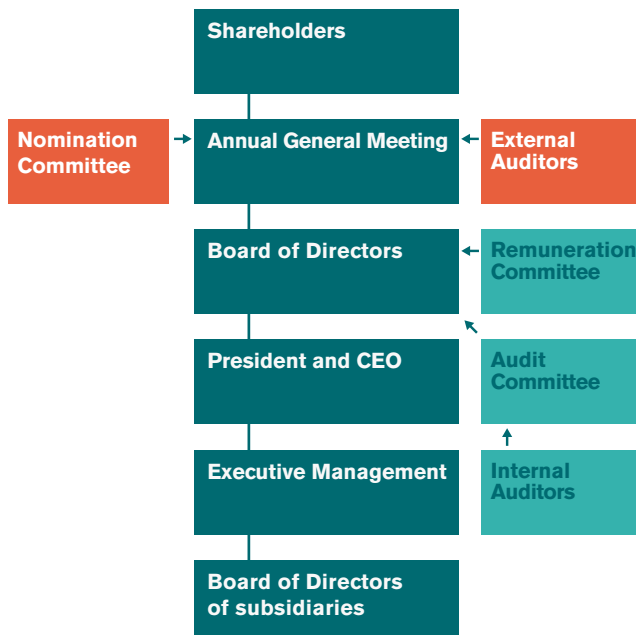 Shareholders
Nomination
Committee
Annual General Meeting
External
Auditors
Board of Directors
Remuneration
Committee
President and CEO
Audit
Committee
Executive Management
Internal
Auditors
Board of Directors
of subsidiaries